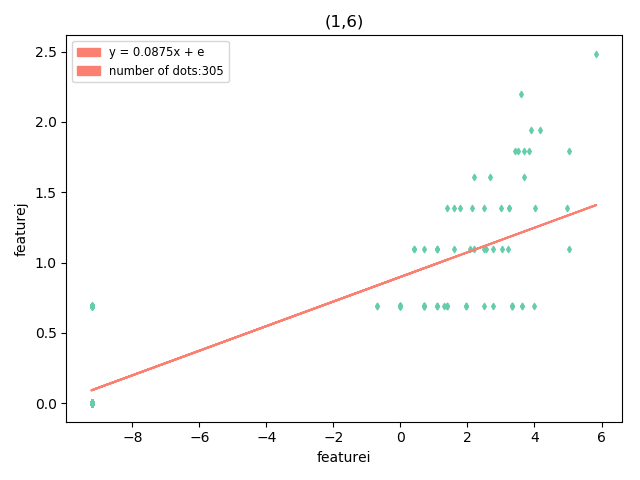 (1,6)
y = 0.0875x + e
number of dots:305
2.5
2.0
1.5
1.0
0.5
0.0
featurej
−8 −6 −4 −2 0 2 4 6
featurei